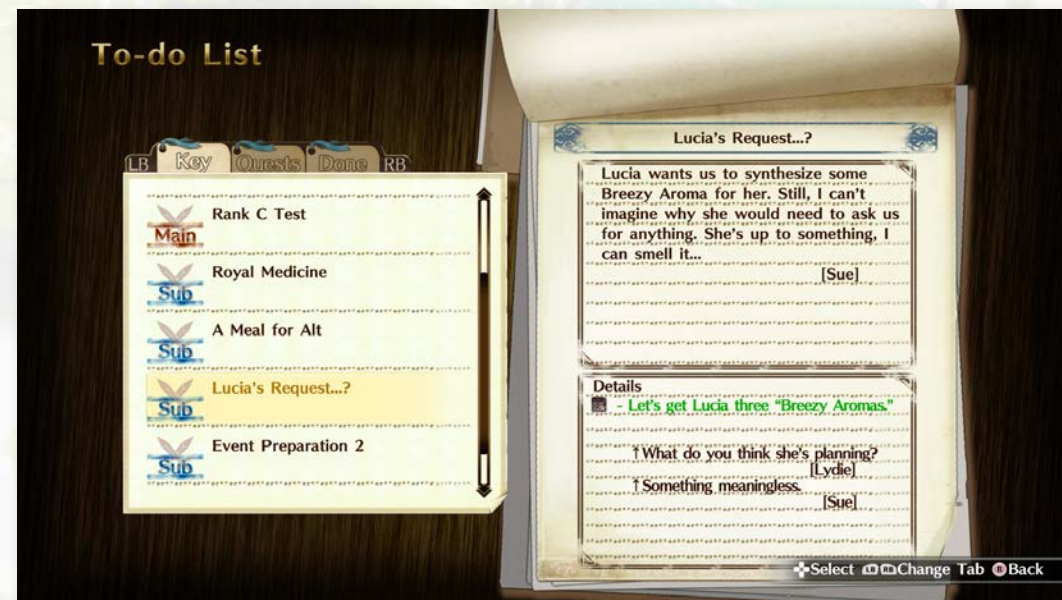 To-do List
LB Key Quests Done RB
Main Rank C Test
Sub Royal Medicine
Sub A Meal for Alt
Sub Lucia's Request...?
Sub Event Preparation 2
Lucia's Request...?
Lucia wants us to synthesize some
Breezy Aroma for her. Still, I can't
imagine why she would need to ask us
for anything. She's up to something, I
can smell it...
[Sue]
Details
- Let's get Lucia three “Breezy Aromas.”
↑What do you think she's planning?
[Lydie]
↑Something meaningless.
[Sue]
Select LB RB Change Tab B Back